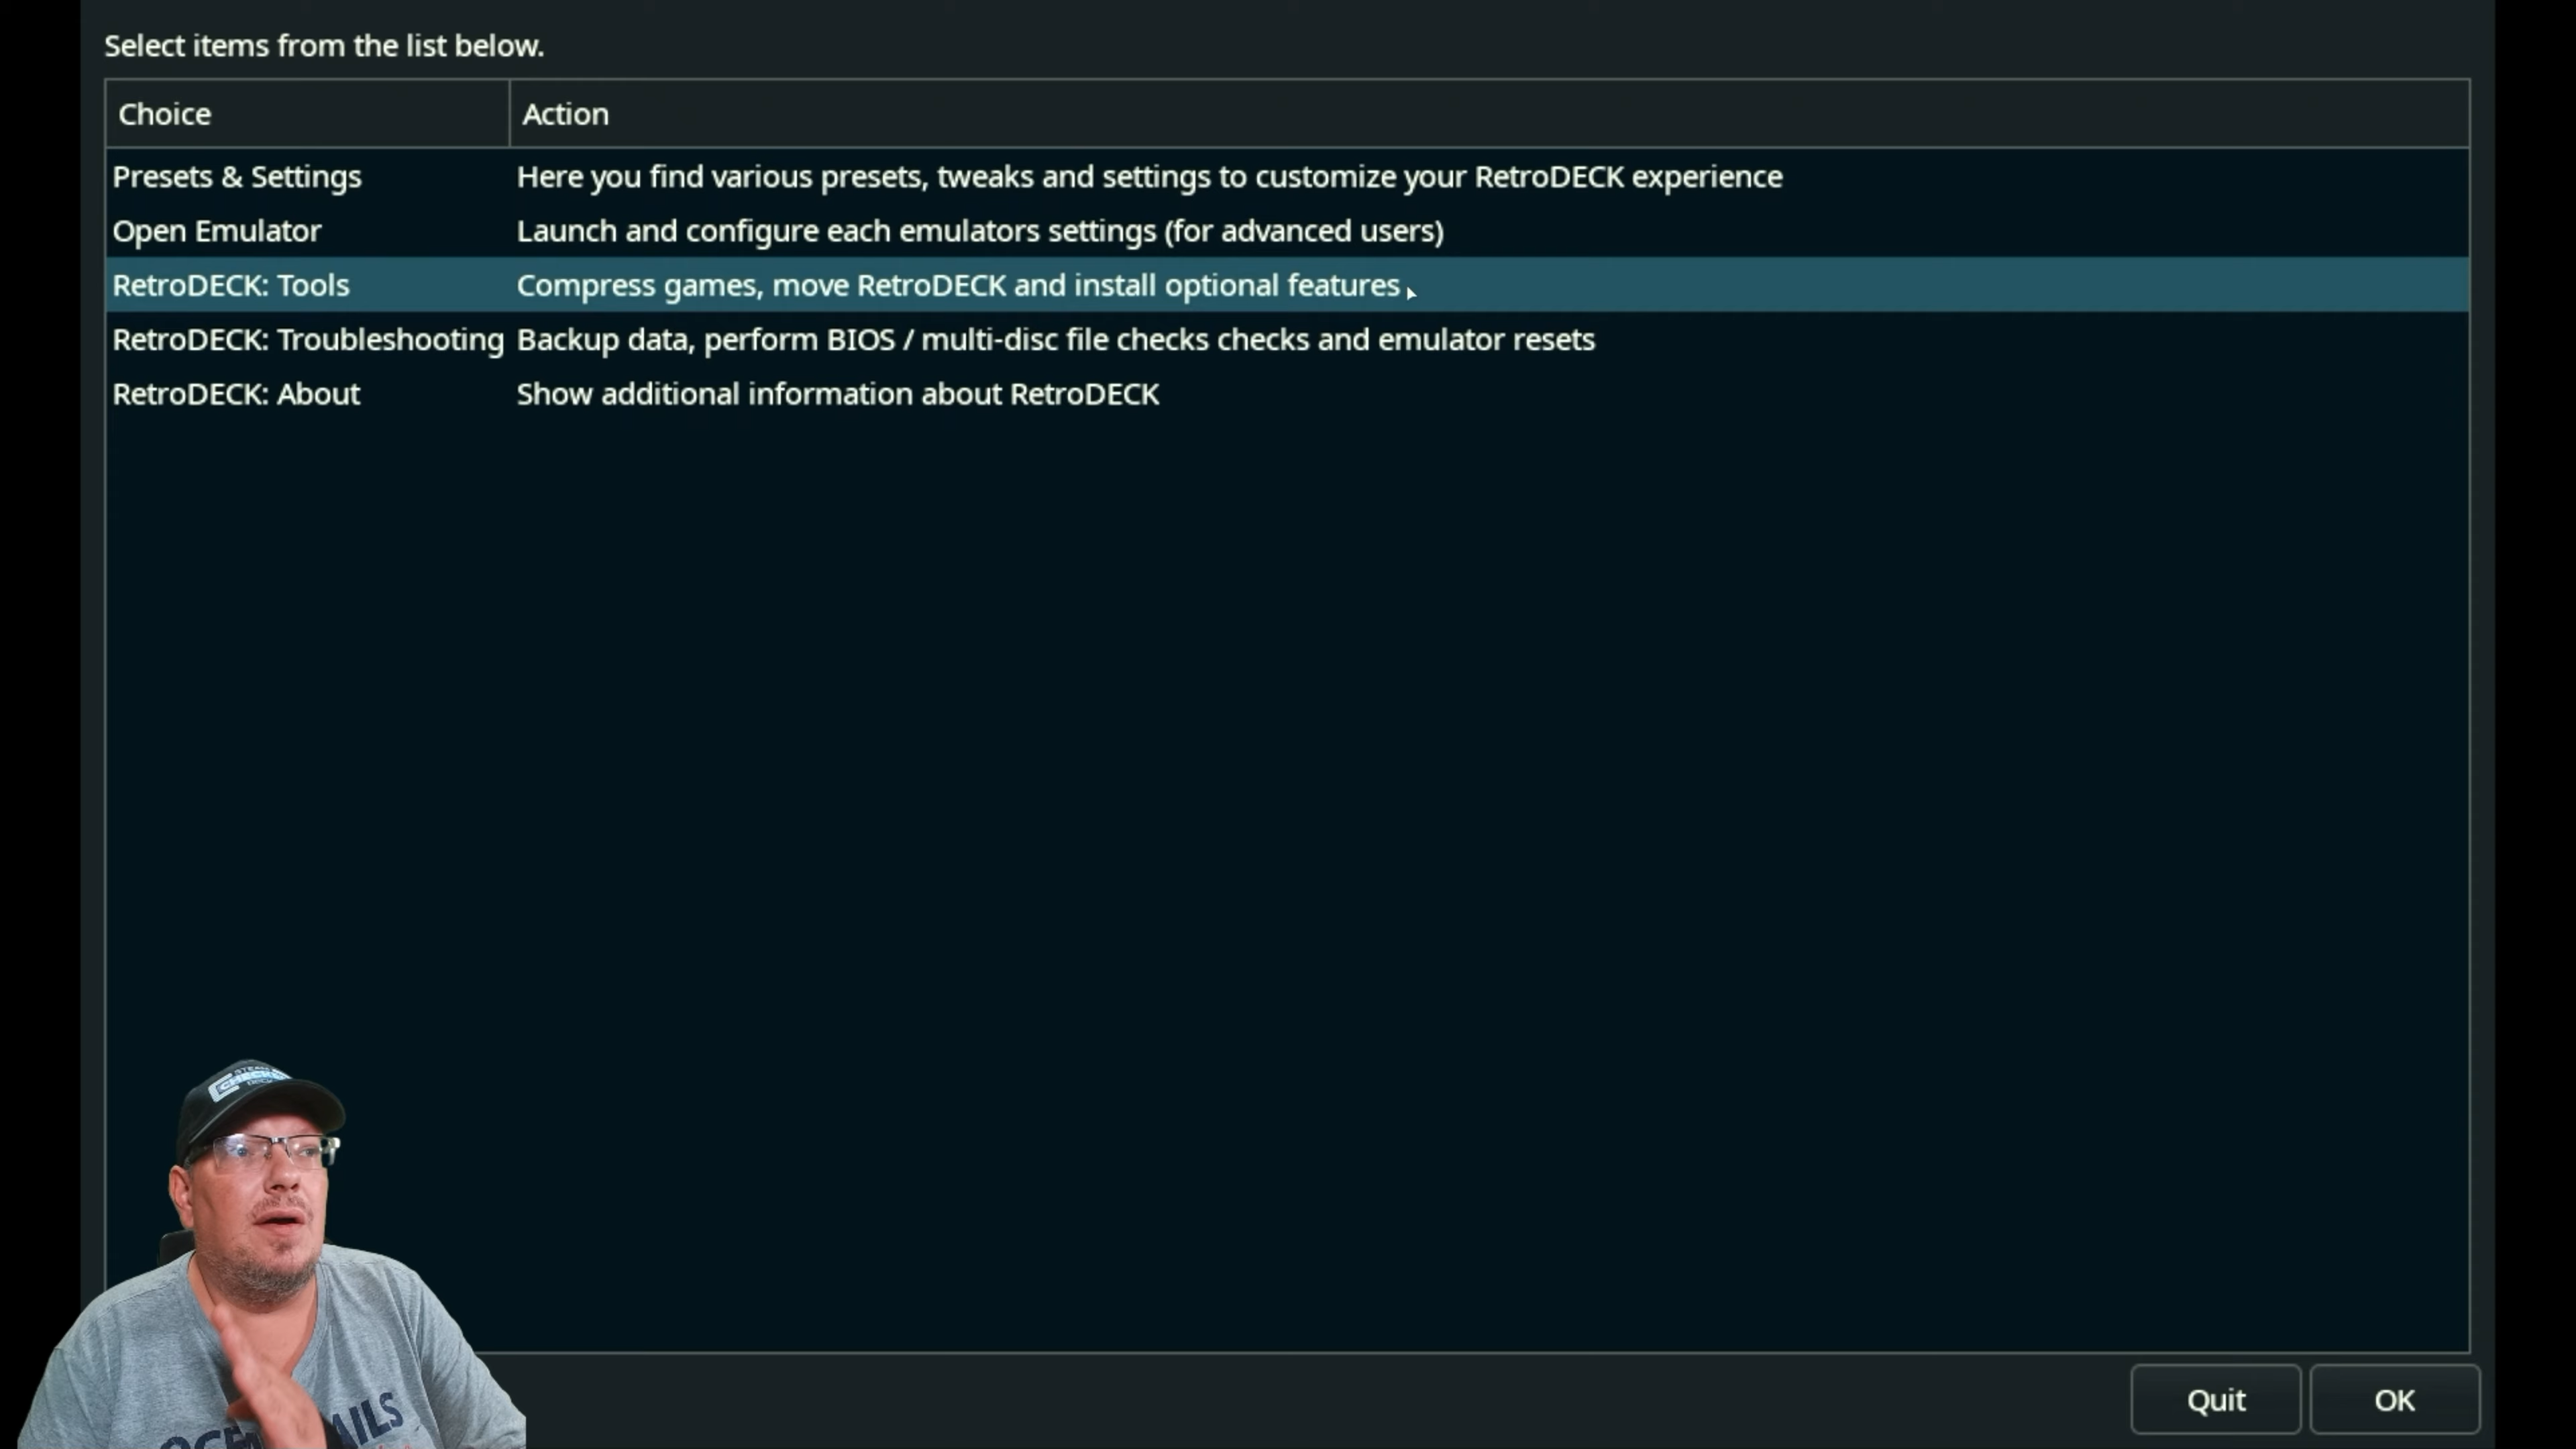 Select items from the list below.
Choice Action
Presets & Settings Here you find various presets, tweaks and settings to customize your RetroDECK experience
Open Emulator Launch and configure each emulators settings (for advanced users)
RetroDECK: Tools Compress games, move RetroDECK and install optional features
RetroDECK: Troubleshooting Backup data, perform BIOS / multi-disc file checks checks and emulator resets
RetroDECK: About Show additional information about RetroDECK
Quit OK